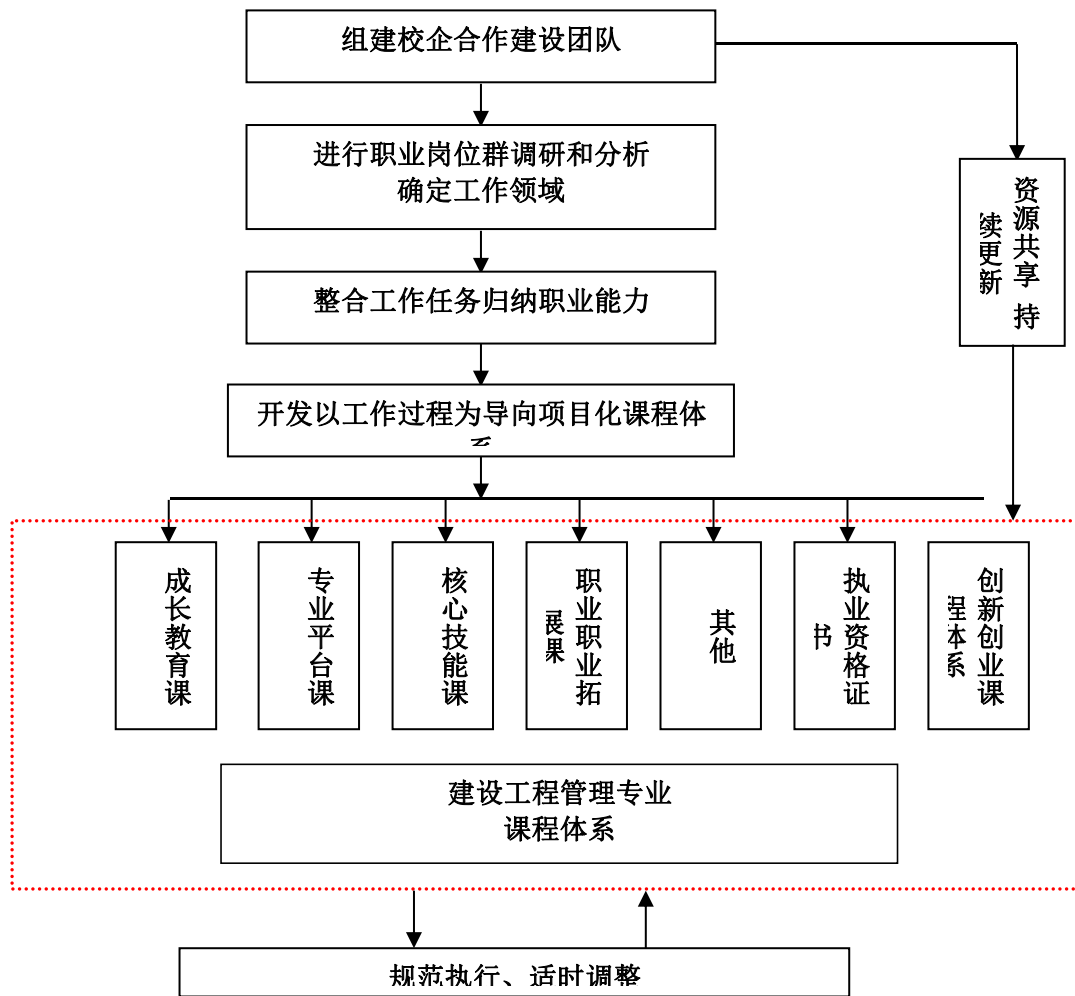 组建校企合作建设团队
进行职业岗位群调研和分析
确定工作领域
资源共享 持
续更新
整合工作任务归纳职业能力
开发以工作过程为导向项目化课程体
系
成长教育课
专业平台课
核心技能课
职业职业拓
展课
其他
执业资格证
书
创新创业课
程体系
建设工程管理专业
课程体系
规范执行、适时调整